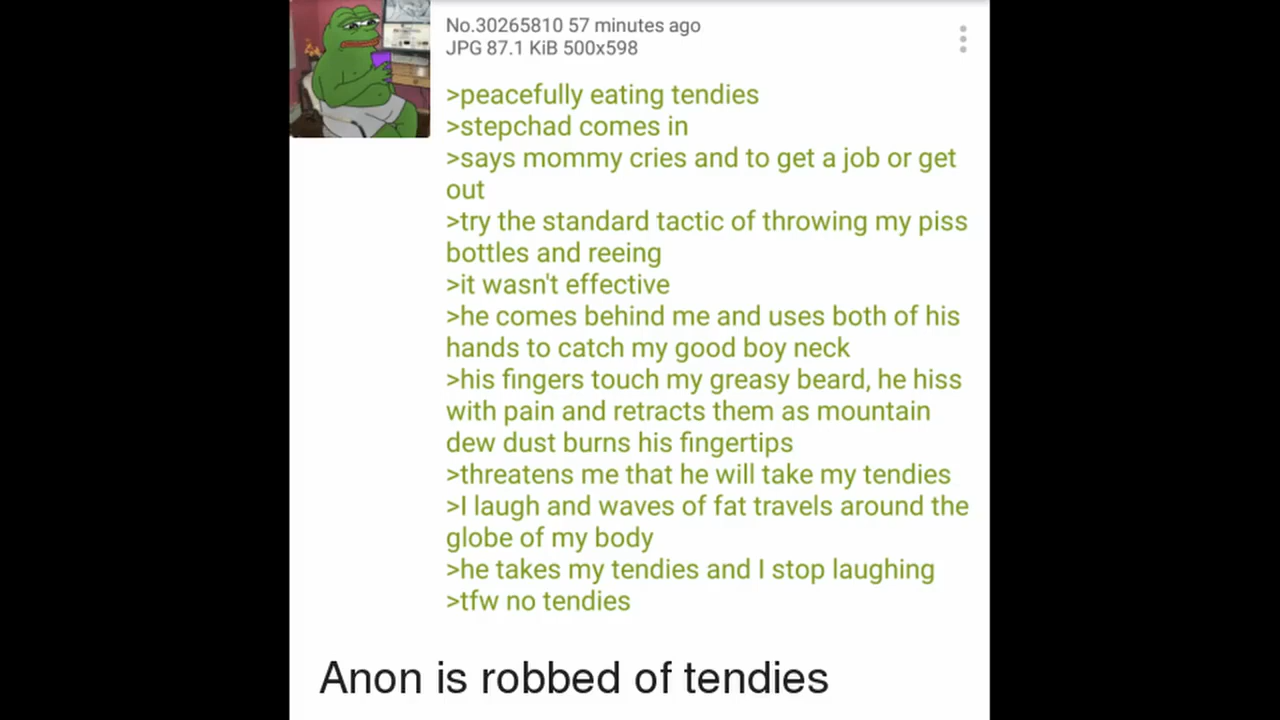 No.30265810 57 minutes ago
JPG 87.1 KiB 500x598
>peacefully eating tendies
>stepchad comes in
>says mommy cries and to get a job or get
out
>try the standard tactic of throwing my piss
bottles and reeing
>it wasn't effective
>he comes behind me and uses both of his
hands to catch my good boy neck
>his fingers touch my greasy beard, he hiss
with pain and retracts them as mountain
dew dust burns his fingertips
>threatens me that he will take my tendies
>I laugh and waves of fat travels around the
globe of my body
>he takes my tendies and I stop laughing
>tfw no tendies
Anon is robbed of tendies